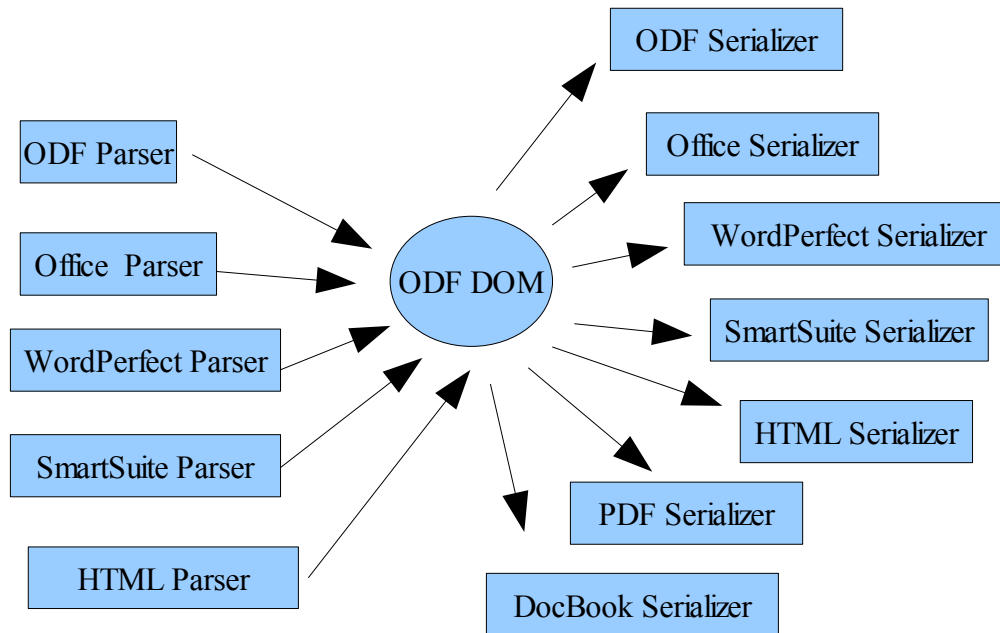 ODF Serializer
Office Serializer
ODF Parser
WordPerfect Serializer
Office  Parser
ODF DOM
SmartSuite Serializer
WordPerfect Parser
HTML Serializer
SmartSuite Parser
PDF Serializer
HTML Parser
DocBook Serializer